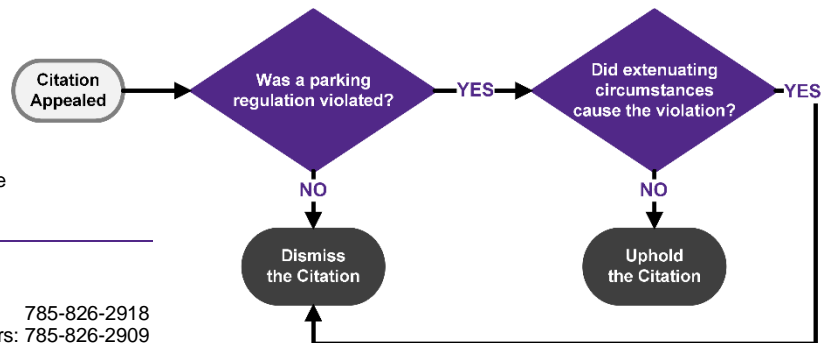 Citation
Appealed
Was a parking
regulation violated?
YES
Did extenuating
circumstances
cause the violation?
YES
NO
NO
Dismiss
the Citation
Uphold
the Citation
e
785-826-2918
rs: 785-826-2909